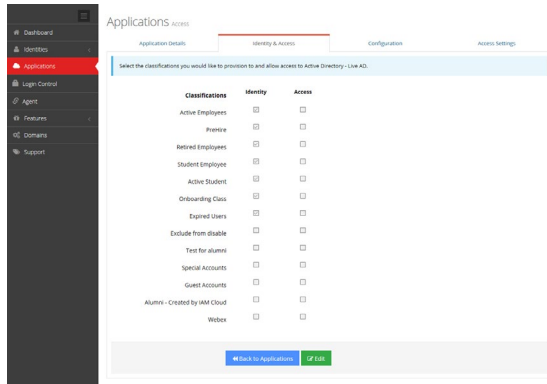 Applications Access
Dashboard
Identities
Applications
Login Control
Agent
Features
Domains
Support
Application Details
Identity & Access
Configuration
Access Settings
Select the classifications you would like to provision to and allow access to Active Directory - Live AD.
Classifications Identity Access
Active Employees
PreHire
Retired Employees
Student Employee
Active Student
Onboarding Class
Expired Users
Exclude from disable
Test for alumni
Special Accounts
Guest Accounts
Alumni - Created by IAM Cloud
Webex
Back to Applications
Edit